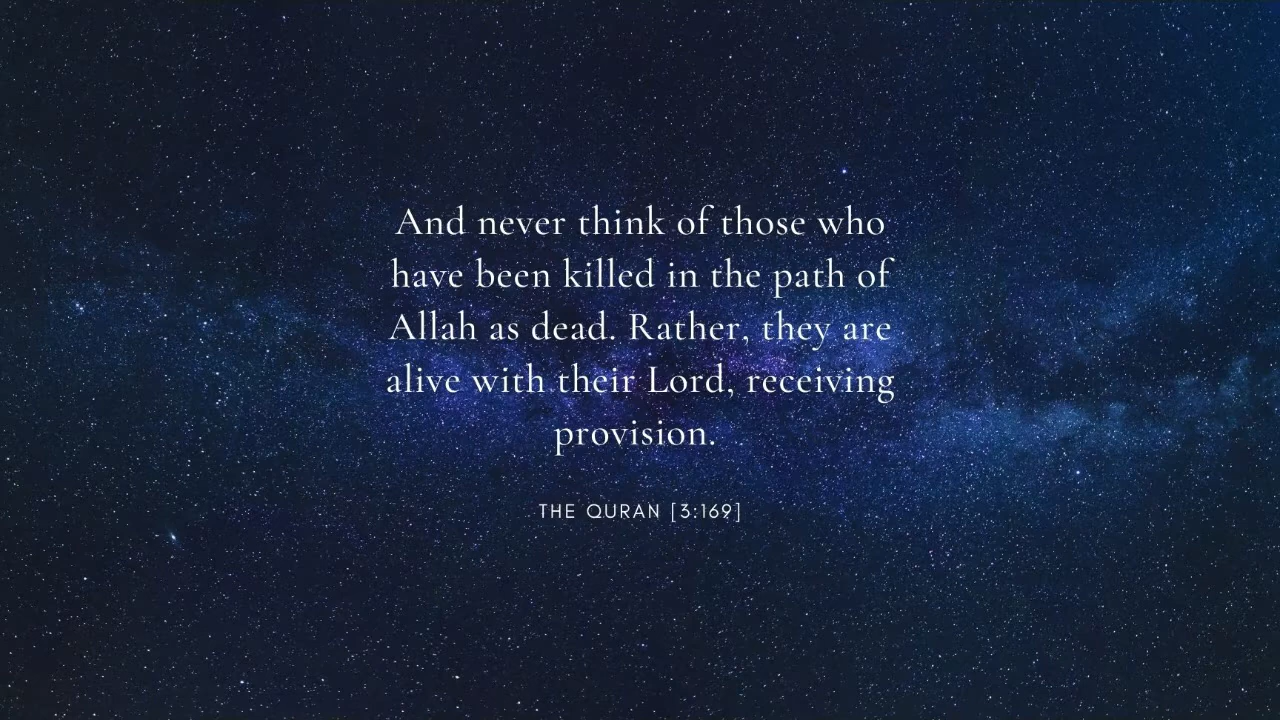 And never think of those who
have been killed in the path of
Allah as dead. Rather, they are
alive with their Lord, receiving
provision.
THE QURAN [3:169]